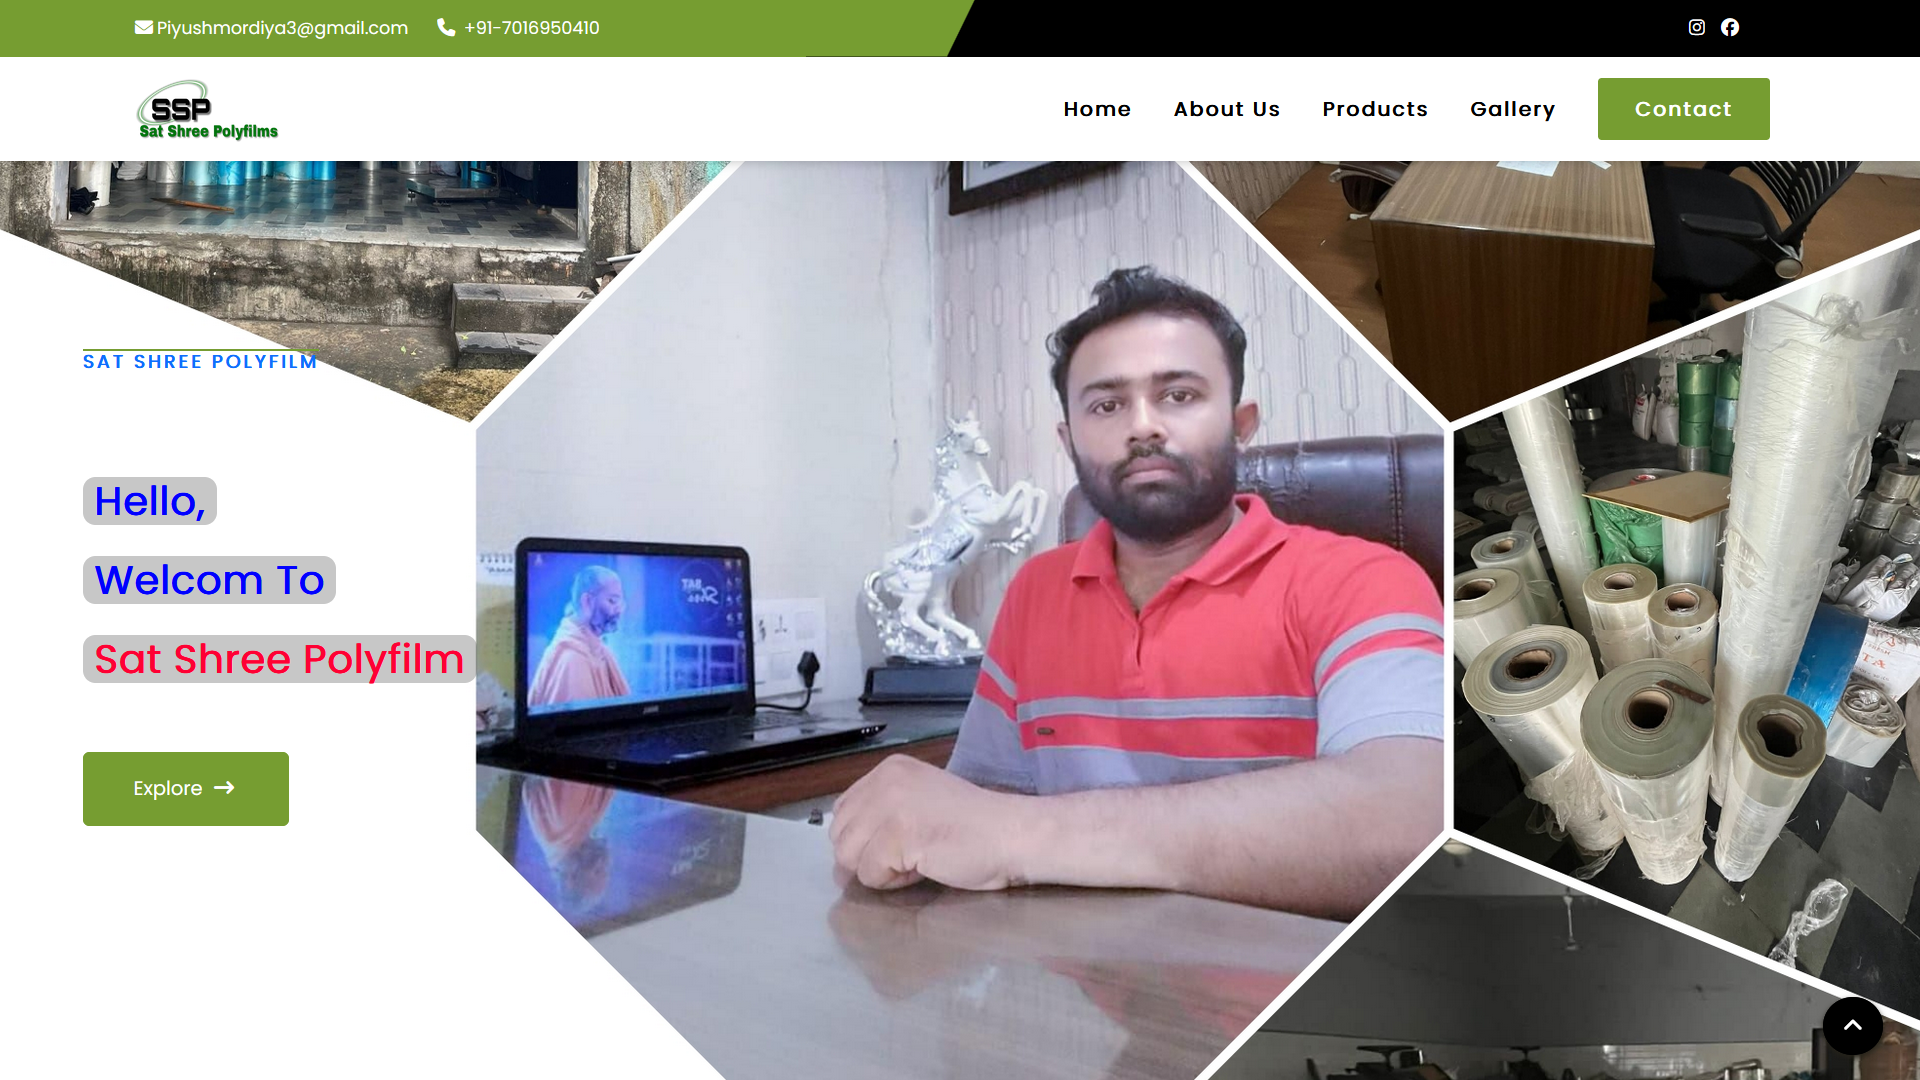 Piyushmordiya3@gmail.com
+91-7016950410
SSP
Sat Shree Polyfilms
Home
About Us
Products
Gallery
Contact
SAT SHREE POLYFILM
Hello,
Welcom To
Sat Shree Polyfilm
Explore